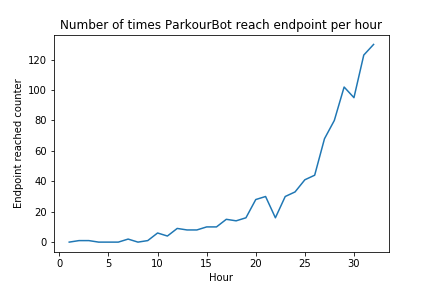 Number of times ParkourBot reach endpoint per hour
Endpoint reached counter
120
100
80
60
40
20
0
0 5 10 15 20 25 30
Hour